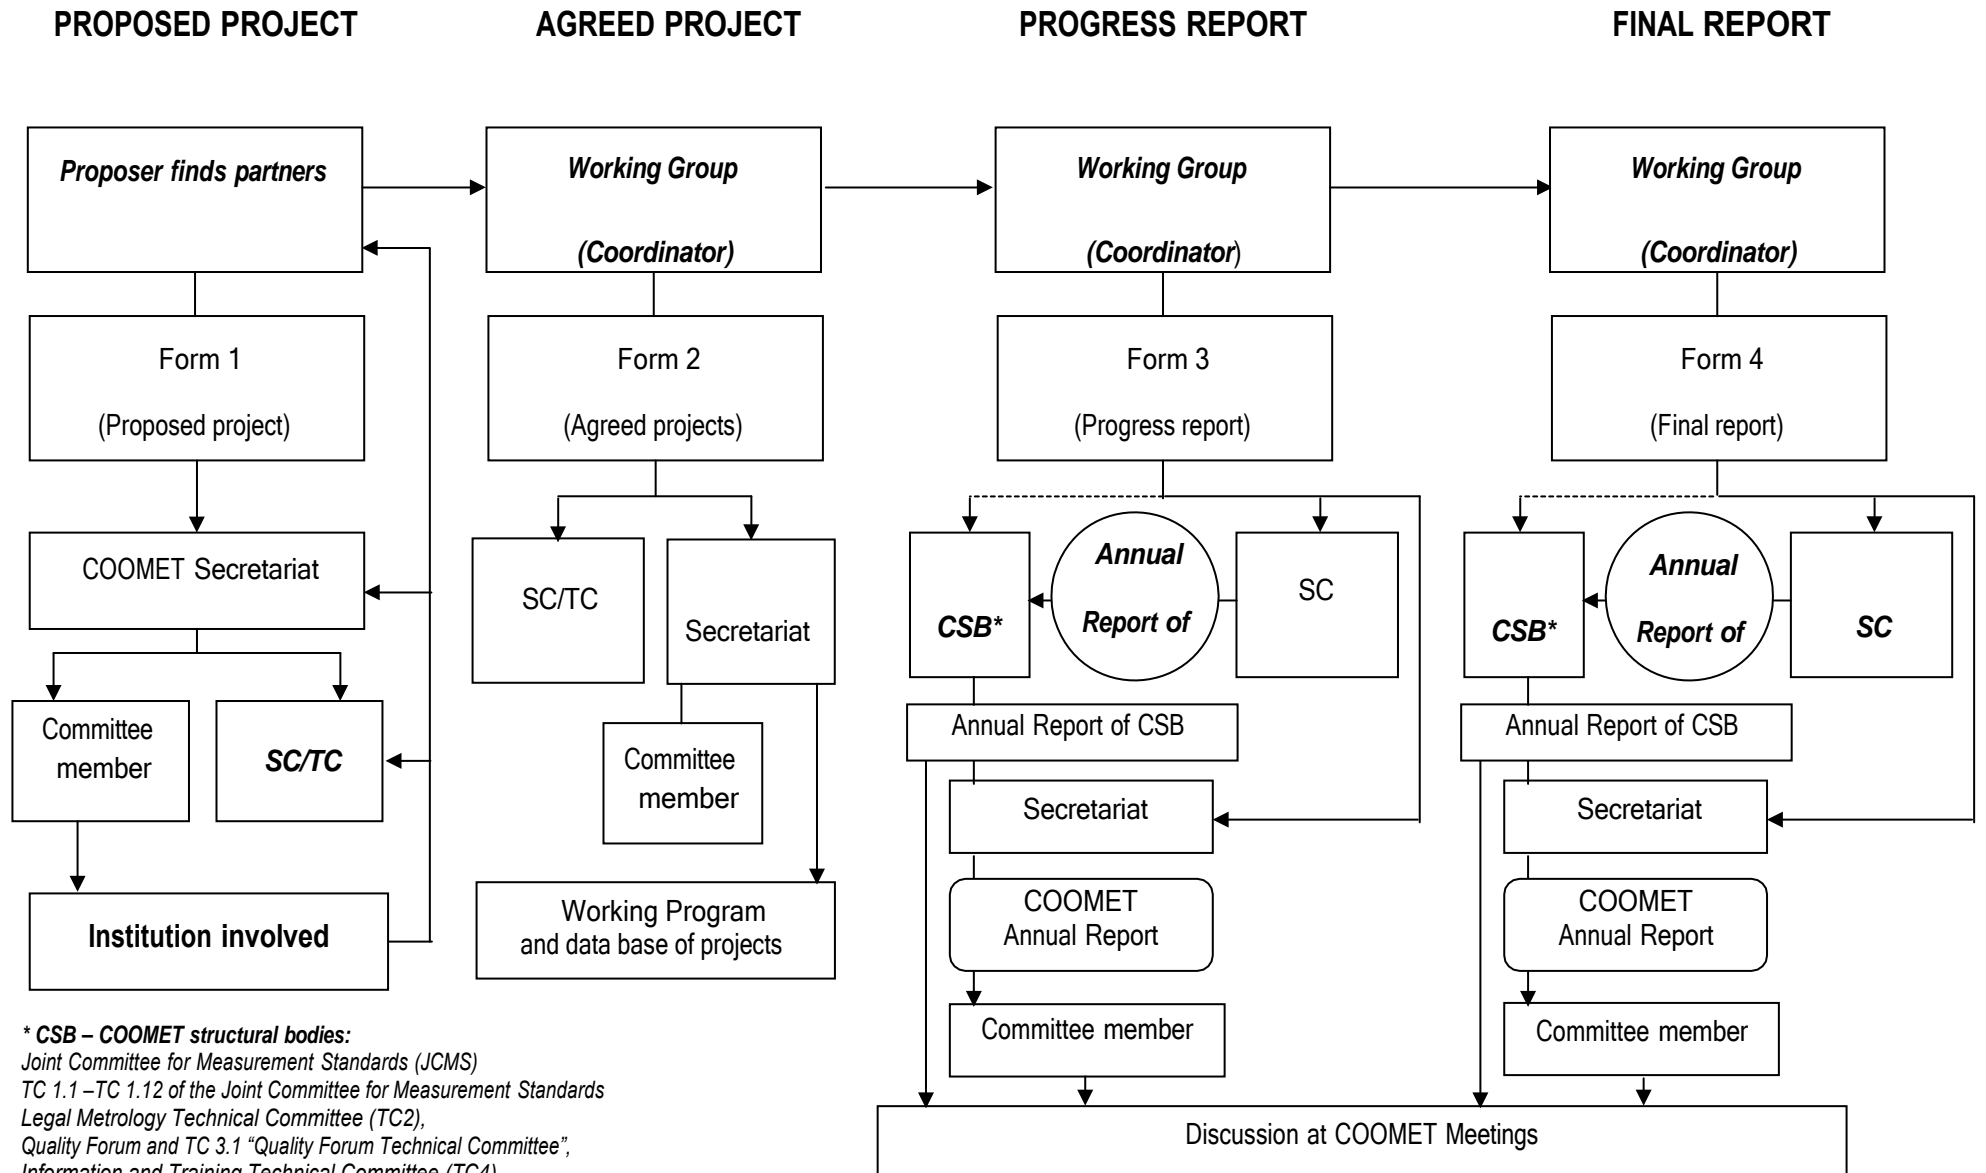 PROPOSED PROJECT
AGREED PROJECT
PROGRESS REPORT
FINAL REPORT
Proposer finds partners
Form 1
(Proposed project)
COOMET Secretariat
Committee
member
SC/TC
Institution involved
Working Group
(Coordinator)
Form 2
(Agreed projects)
SC/TC
Secretariat
Committee
member
Working Program
and data base of projects
Working Group
(Coordinator)
Form 3
(Progress report)
CSB*
Annual
Report of
SC
Annual Report of CSB
Secretariat
COOMET
Annual Report
Committee member
Working Group
(Coordinator)
Form 4
(Final report)
CSB*
Annual
Report of
SC
Annual Report of CSB
Secretariat
COOMET
Annual Report
Committee member
Discussion at COOMET Meetings
* CSB – COOMET structural bodies:
Joint Committee for Measurement Standards (JCMS)
TC 1.1 –TC 1.12 of the Joint Committee for Measurement Standards
Legal Metrology Technical Committee (TC2),
Quality Forum and TC 3.1 “Quality Forum Technical Committee”,
Information and Training Technical Committee (TC4)